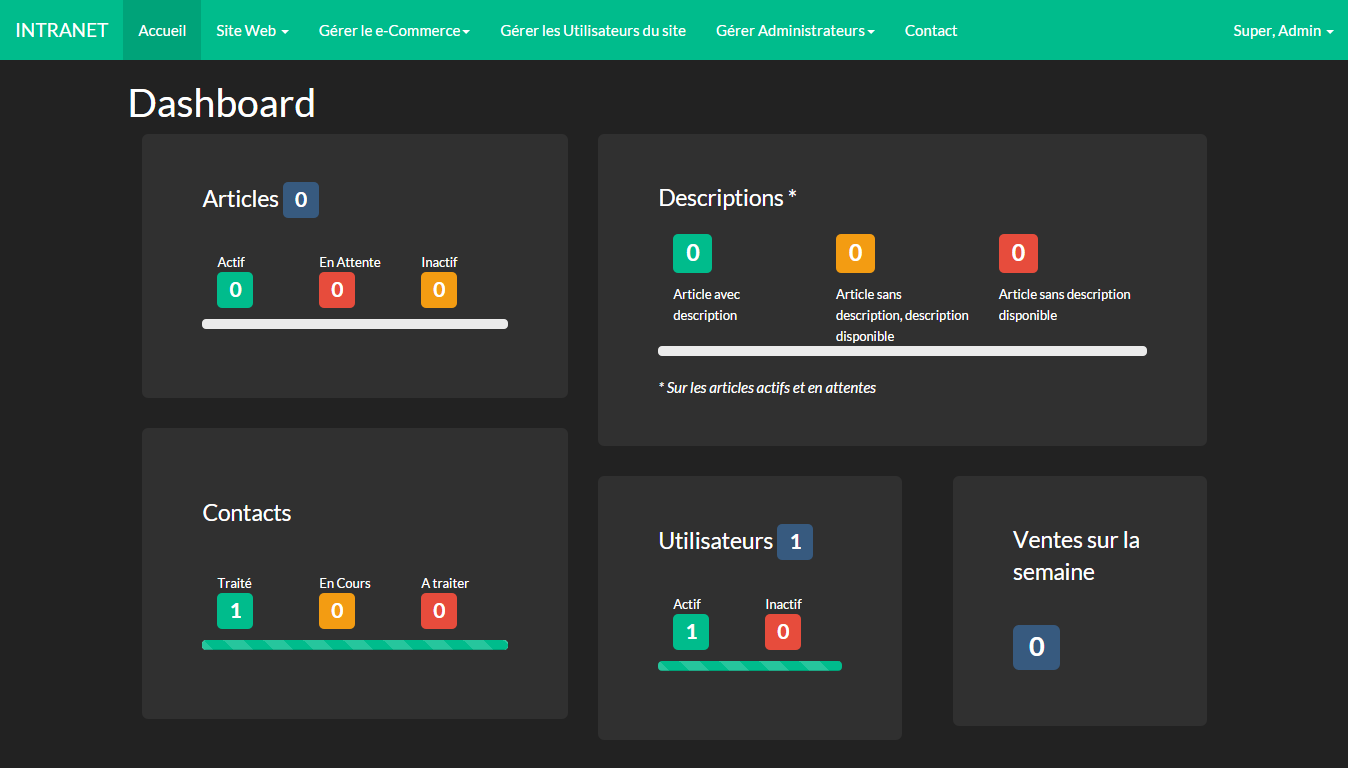 INTRANET Accueil Site Web Gérer le e-Commerce Gérer les Utilisateurs du site Gérer Administrateurs Contact Super, Admin
Dashboard
Articles 0
Actif En Attente Inactif
0 0 0
Descriptions *
0 0 0
Article avec description
Article sans description, description disponible
Article sans description disponible
* Sur les articles actifs et en attentes
Contacts
Traité En Cours A traiter
1 0 0
Utilisateurs 1
Actif Inactif
1 0
Ventes sur la
semaine
0